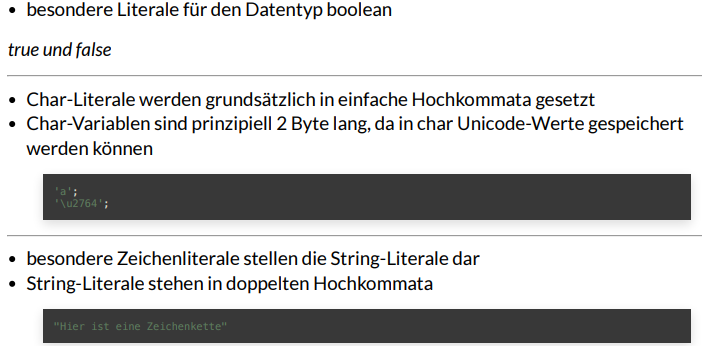 besondere Literale für den Datentyp boolean
true und false
Char-Literale werden grundsätzlich in einfache Hochkommata gesetzt
Char-Variablen sind prinzipiell 2 Byte lang, da in char Unicode-Werte gespeichert
werden können
'a';
'\u2764';
besondere Zeichenliterale stellen die String-Literale dar
String-Literale stehen in doppelten Hochkommata
"Hier ist eine Zeichenkette"